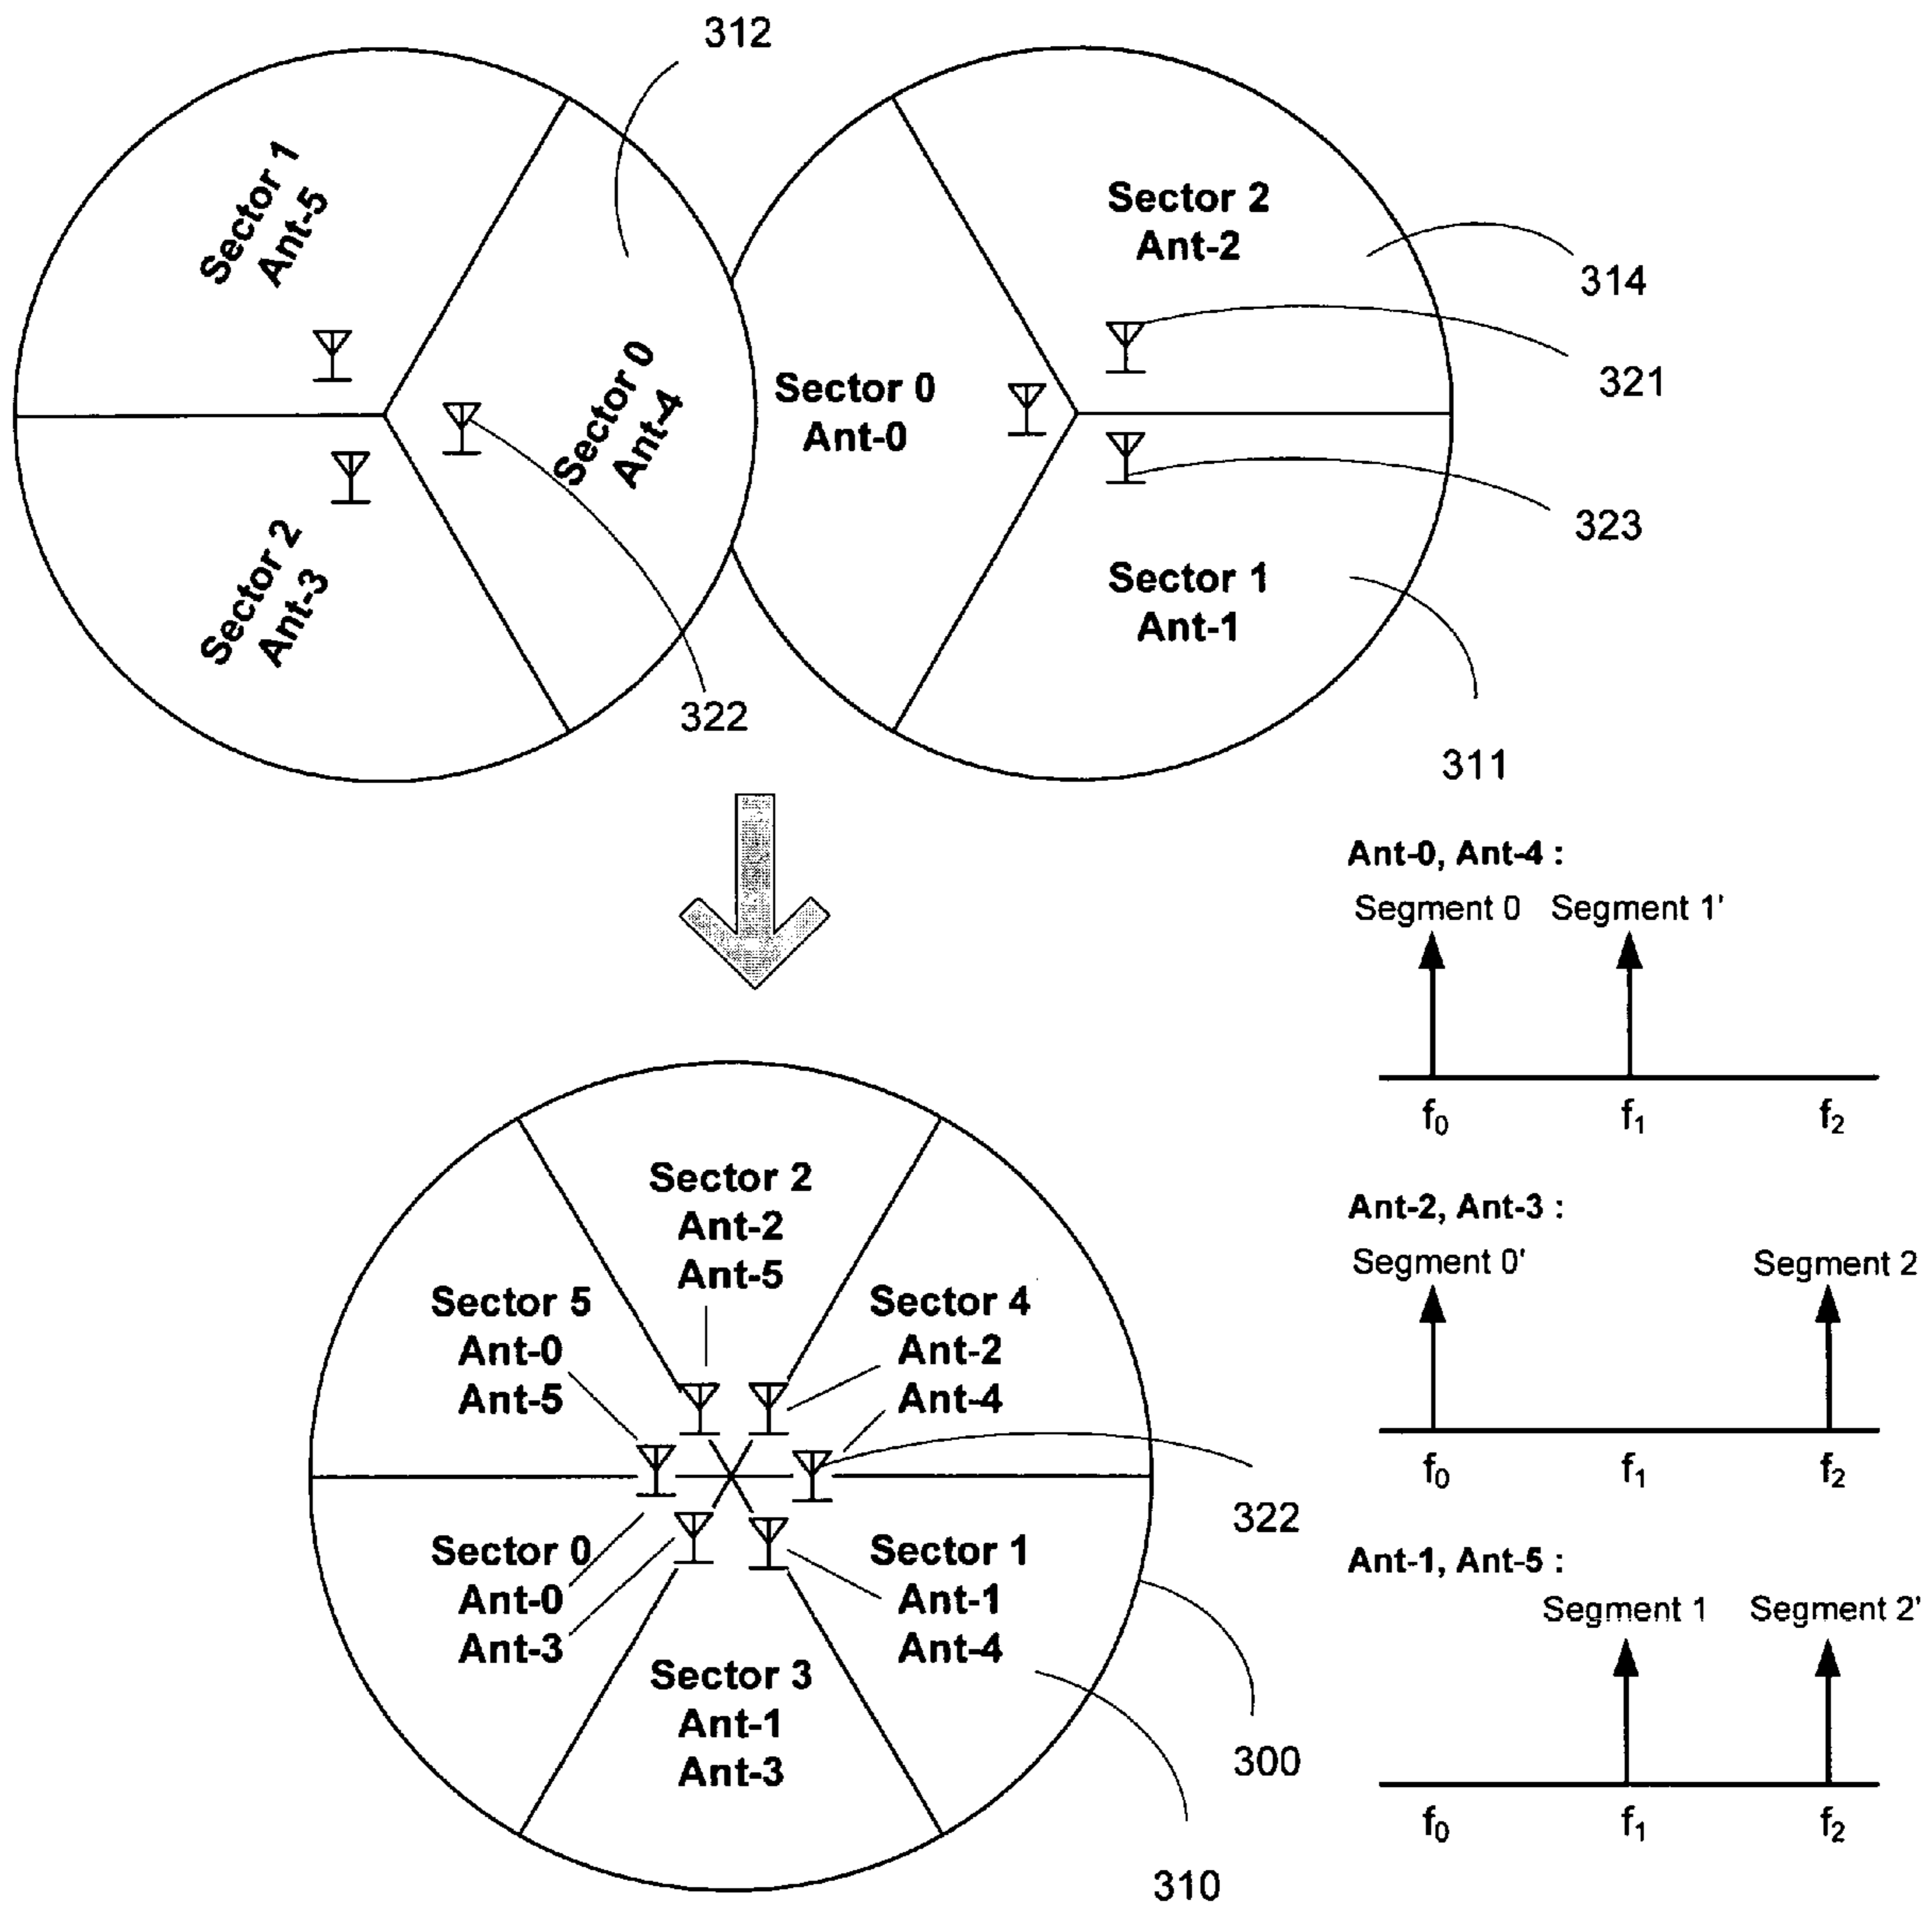 312
Sector 1
Ant-5
Sector 0
Ant-4
Sector 2
Ant-3
322
Sector 0
Ant-0
Sector 2
Ant-2
314
321
323
Sector 1
Ant-1
311
Ant-0, Ant-4 :
Segment 0 Segment 1'
f0 f1 f2
Ant-2, Ant-3 :
Segment 0' Segment 2
f0 f1 f2
Ant-1, Ant-5 :
Segment 1 Segment 2'
f0 f1 f2
Sector 2
Ant-2
Ant-5
Sector 5
Ant-0
Ant-5
Sector 4
Ant-2
Ant-4
322
Sector 0
Ant-0
Ant-3
Sector 1
Ant-1
Ant-4
Sector 3
Ant-1
Ant-3
300
310